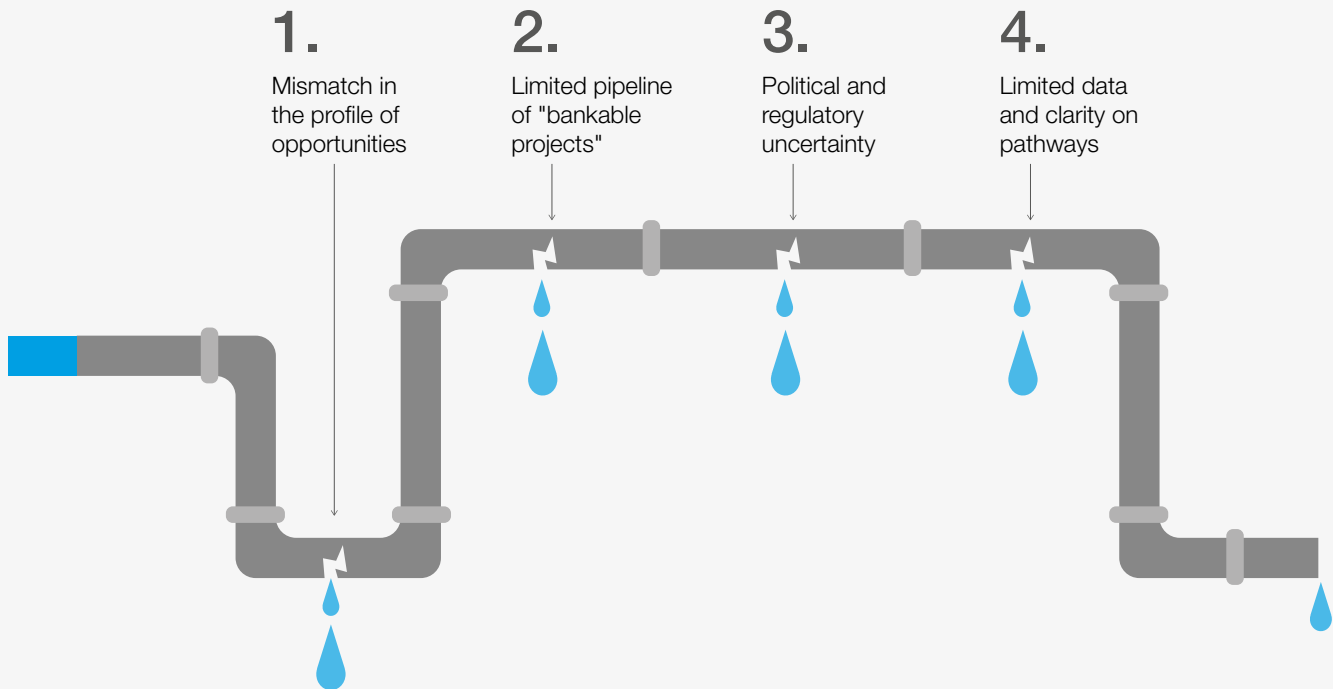 1.
Mismatch in
the profile of
opportunities
2.
Limited pipeline
of "bankable
projects"
3.
Political and
regulatory
uncertainty
4.
Limited data
and clarity on
pathways